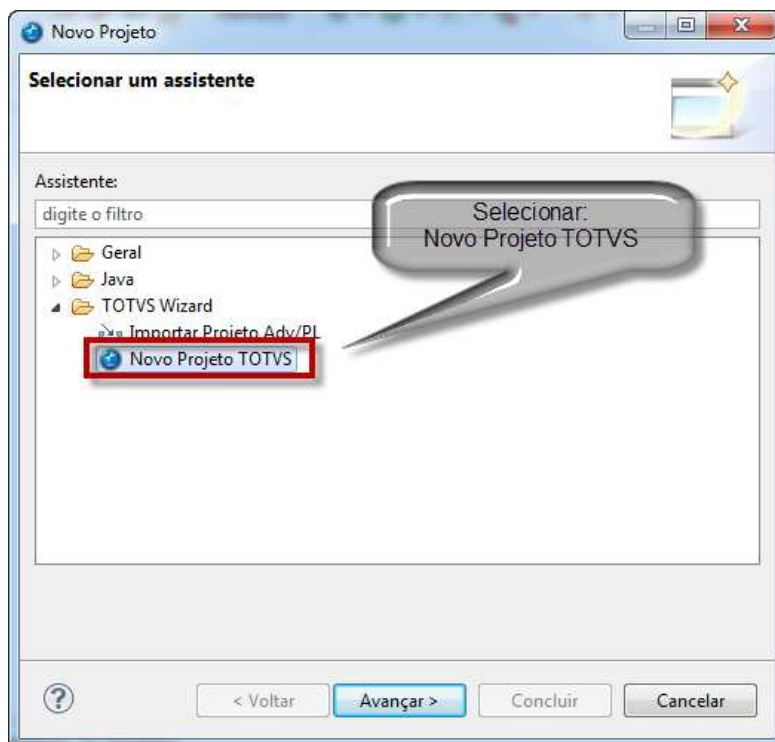 Novo Projeto
Selecionar um assistente
Assistente:
digite o filtro
Selecionar:
Novo Projeto TOTVS
Geral
Java
TOTVS Wizard
Importar Projeto Adv/PL
Novo Projeto TOTVS
?
< Voltar
Avançar >
Concluir
Cancelar